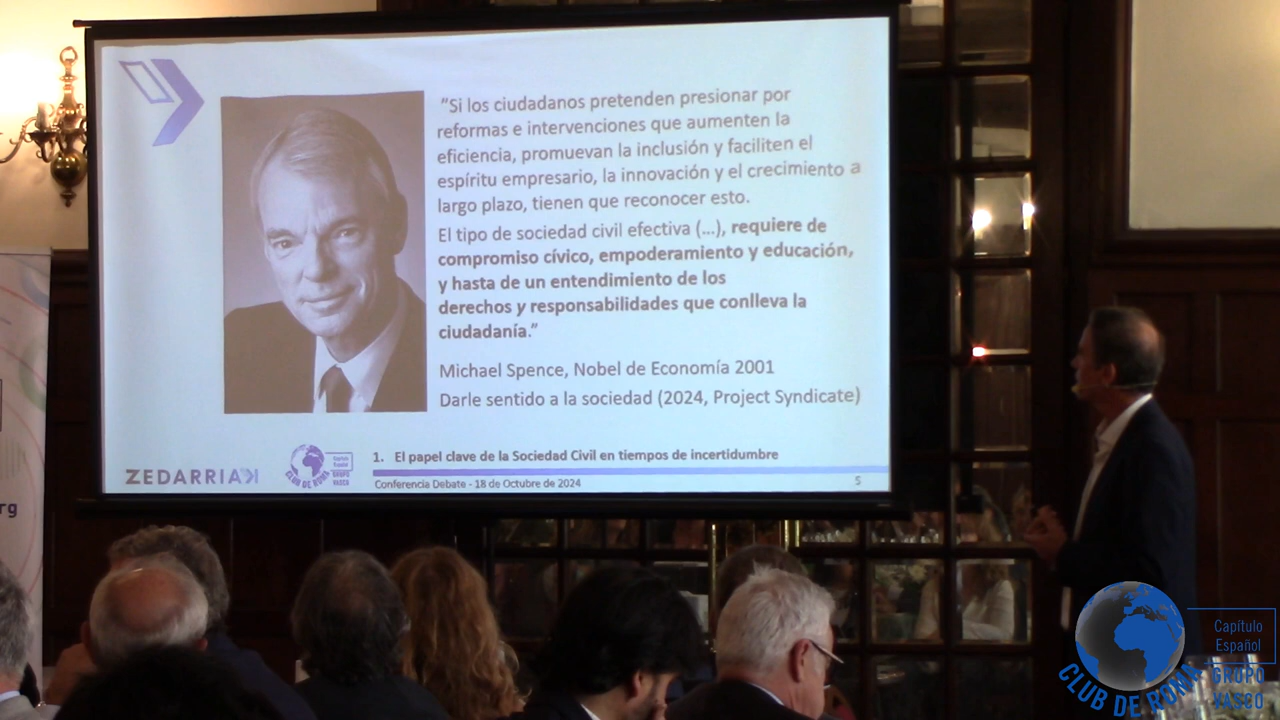 “Si los ciudadanos pretenden presionar por
reformas e intervenciones que aumenten la
eficiencia, promuevan la inclusión y faciliten el
espíritu empresario, la innovación y el crecimiento a
largo plazo, tienen que reconocer esto.
El tipo de sociedad civil efectiva (...), requiere de
compromiso cívico, empoderamiento y educación,
y hasta de un entendimiento de los
derechos y responsabilidades que conlleva la
ciudadanía.”
Michael Spence, Nobel de Economía 2001
Darle sentido a la sociedad (2024, Project Syndicate)
ZEDARRIAK
CLUB DE ROMA
Capítulo
Español
GRUPO
VASCO
1. El papel clave de la Sociedad Civil en tiempos de incertidumbre
Conferencia Debate - 18 de Octubre de 2024
5
rg
Capítulo
Español
GRUPO
VASCO
CLUB DE ROMA